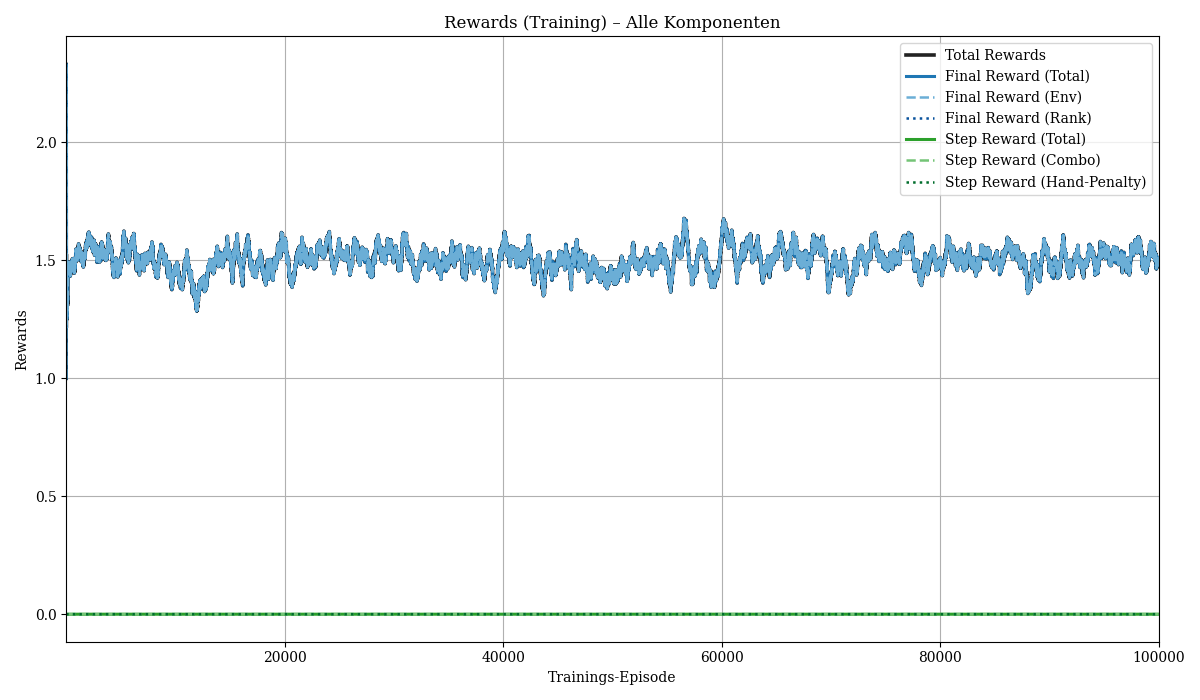 Rewards (Training) – Alle Komponenten
Total Rewards
Final Reward (Total)
Final Reward (Env)
Final Reward (Rank)
Step Reward (Total)
Step Reward (Combo)
Step Reward (Hand-Penalty)
Rewards
2.0
1.5
1.0
0.5
0.0
20000 40000 60000 80000 100000
Trainings-Episode